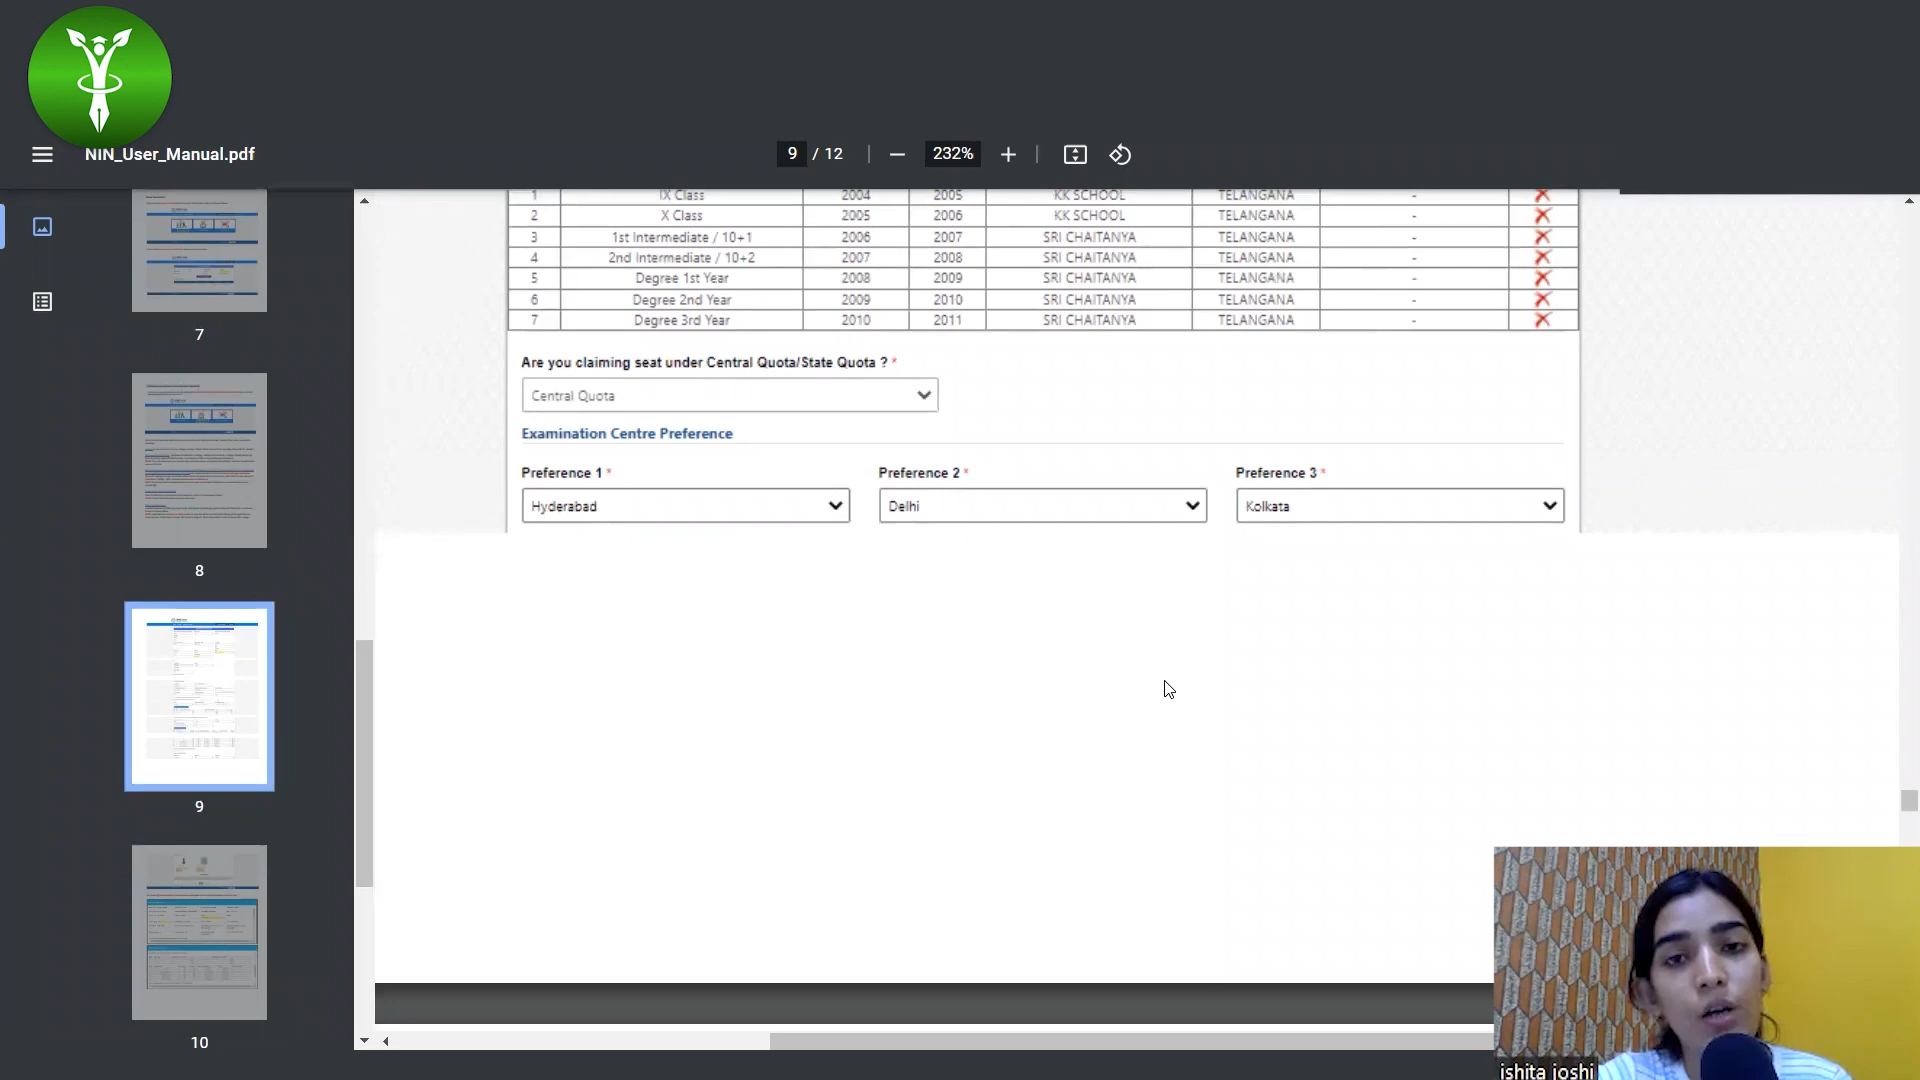 NIN_User_Manual.pdf
9 / 12
232%
1 IX Class 2004 2005 KK SCHOOL TELANGANA -
2 X Class 2005 2006 KK SCHOOL TELANGANA -
3 1st Intermediate / 10+1 2006 2007 SRI CHAITANYA TELANGANA -
4 2nd Intermediate / 10+2 2007 2008 SRI CHAITANYA TELANGANA -
5 Degree 1st Year 2008 2009 SRI CHAITANYA TELANGANA -
6 Degree 2nd Year 2009 2010 SRI CHAITANYA TELANGANA -
7 Degree 3rd Year 2010 2011 SRI CHAITANYA TELANGANA -
Are you claiming seat under Central Quota/State Quota ? *
Central Quota
Examination Centre Preference
Preference 1 * Preference 2 * Preference 3 *
Hyderabad Delhi Kolkata
7
8
9
10
ishita joshi